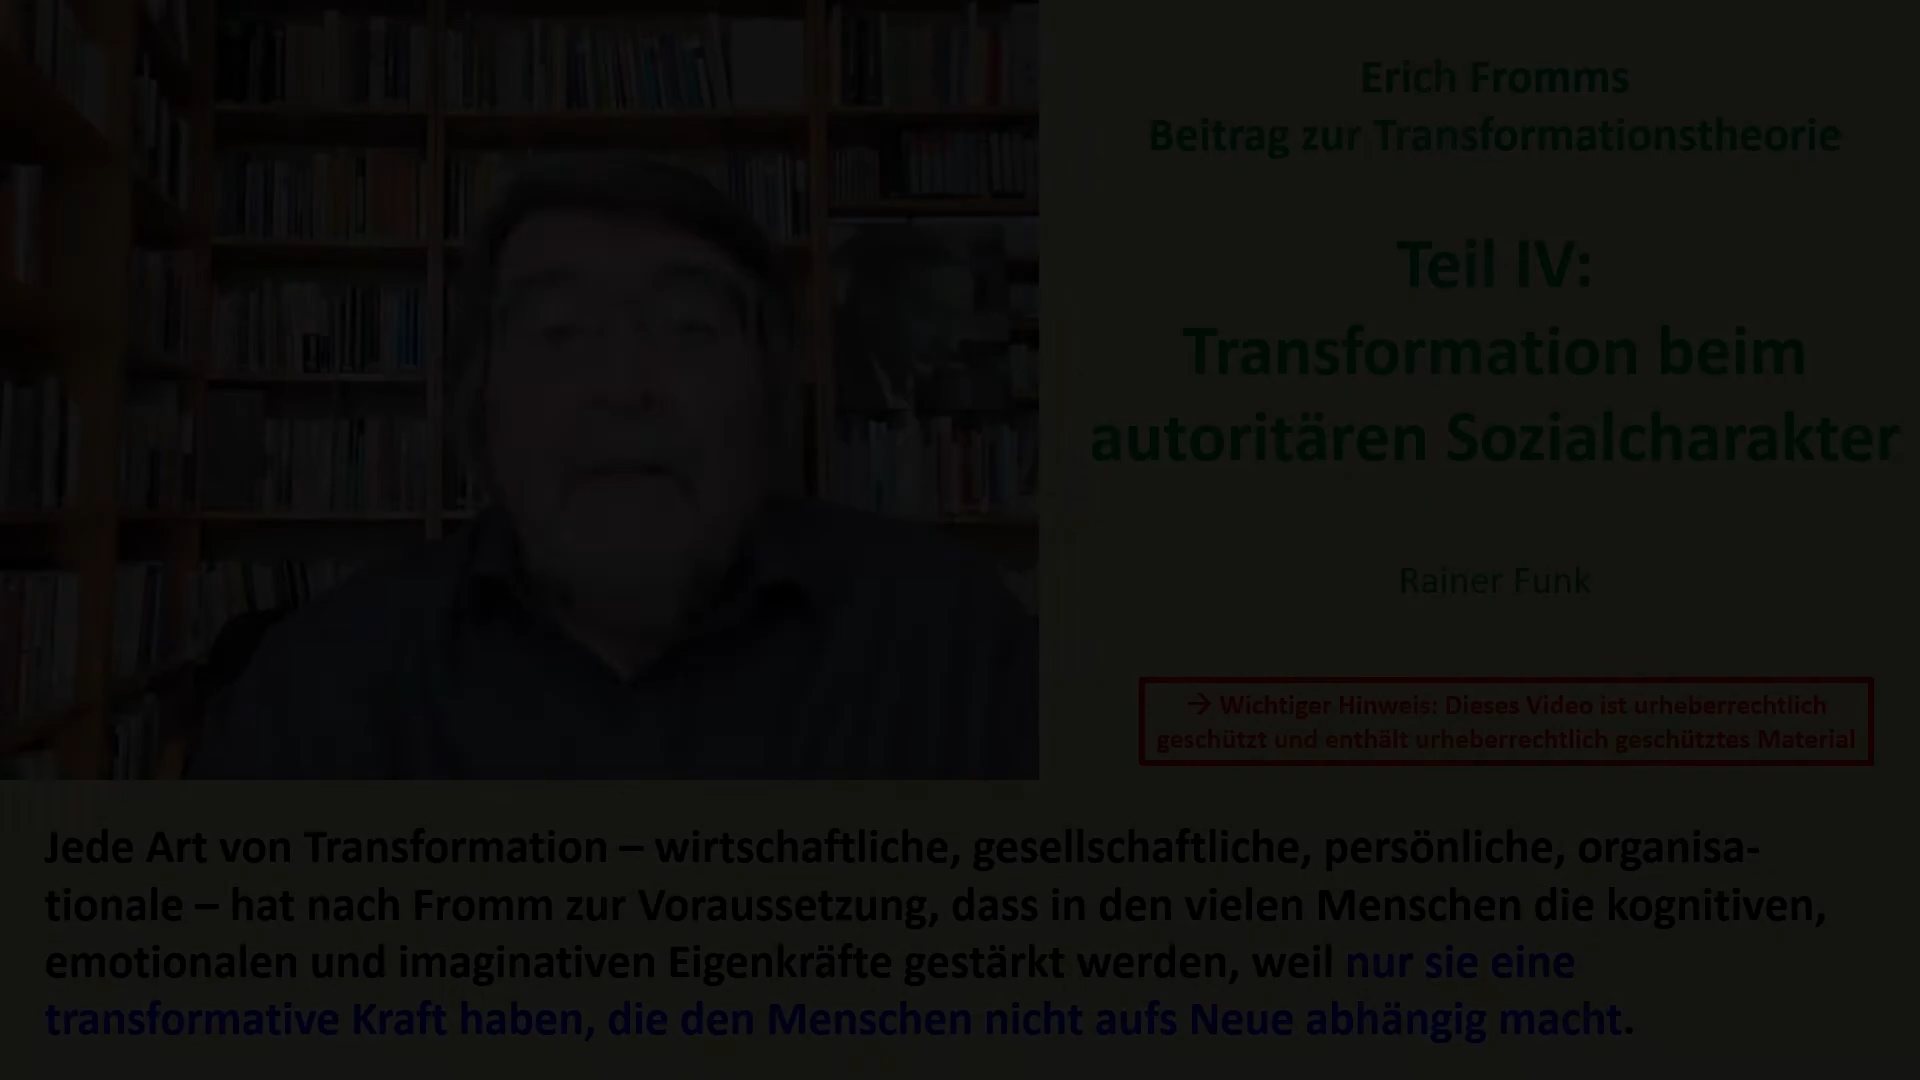 Erich Fromms
Beitrag zur Transformationstheorie
Teil IV:
Transformation beim
autoritären Sozialcharakter
Rainer Funk
→ Wichtiger Hinweis: Dieses Video ist urheberrechtlich
geschützt und enthält urheberrechtlich geschütztes Material
Jede Art von Transformation – wirtschaftliche, gesellschaftliche, persönliche, organisa-
tionale – hat nach Fromm zur Voraussetzung, dass in den vielen Menschen die kognitiven,
emotionalen und imaginativen Eigenkräfte gestärkt werden, weil nur sie eine
transformative Kraft haben, die den Menschen nicht aufs Neue abhängig macht.